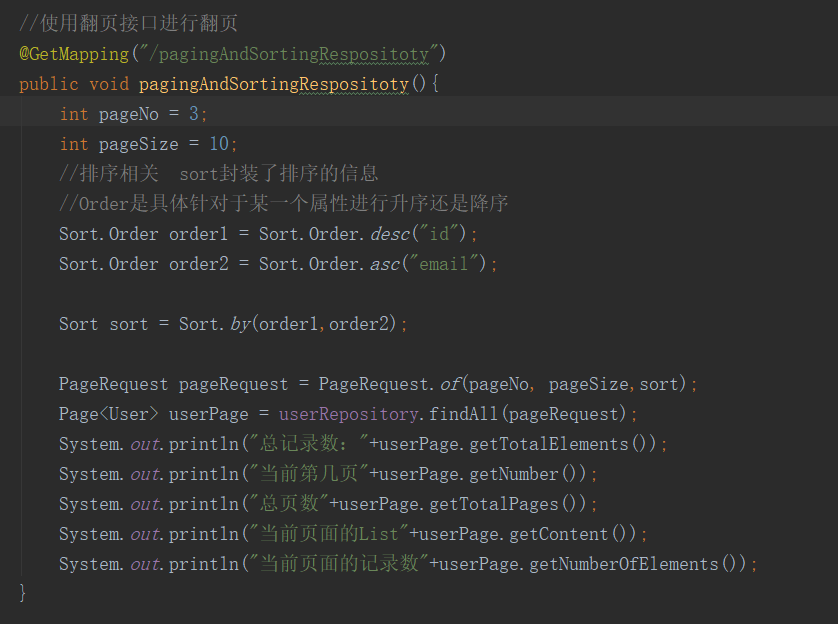 //使用翻页接口进行翻页
@GetMapping("/pagingAndSortingRespositoty")
public void pagingAndSortingRespositoty(){
int pageNo = 3;
int pageSize = 10;
//排序相关  sort封装了排序的信息
//Order是具体针对于某一个属性进行升序还是降序
Sort.Order order1 = Sort.Order.desc("id");
Sort.Order order2 = Sort.Order.asc("email");
Sort sort = Sort.by(order1,order2);
PageRequest pageRequest = PageRequest.of(pageNo, pageSize,sort);
Page<User> userPage = userRepository.findAll(pageRequest);
System.out.println("总记录数："+userPage.getTotalElements());
System.out.println("当前第几页"+userPage.getNumber());
System.out.println("总页数"+userPage.getTotalPages());
System.out.println("当前页面的List"+userPage.getContent());
System.out.println("当前页面的记录数"+userPage.getNumberOfElements());
}